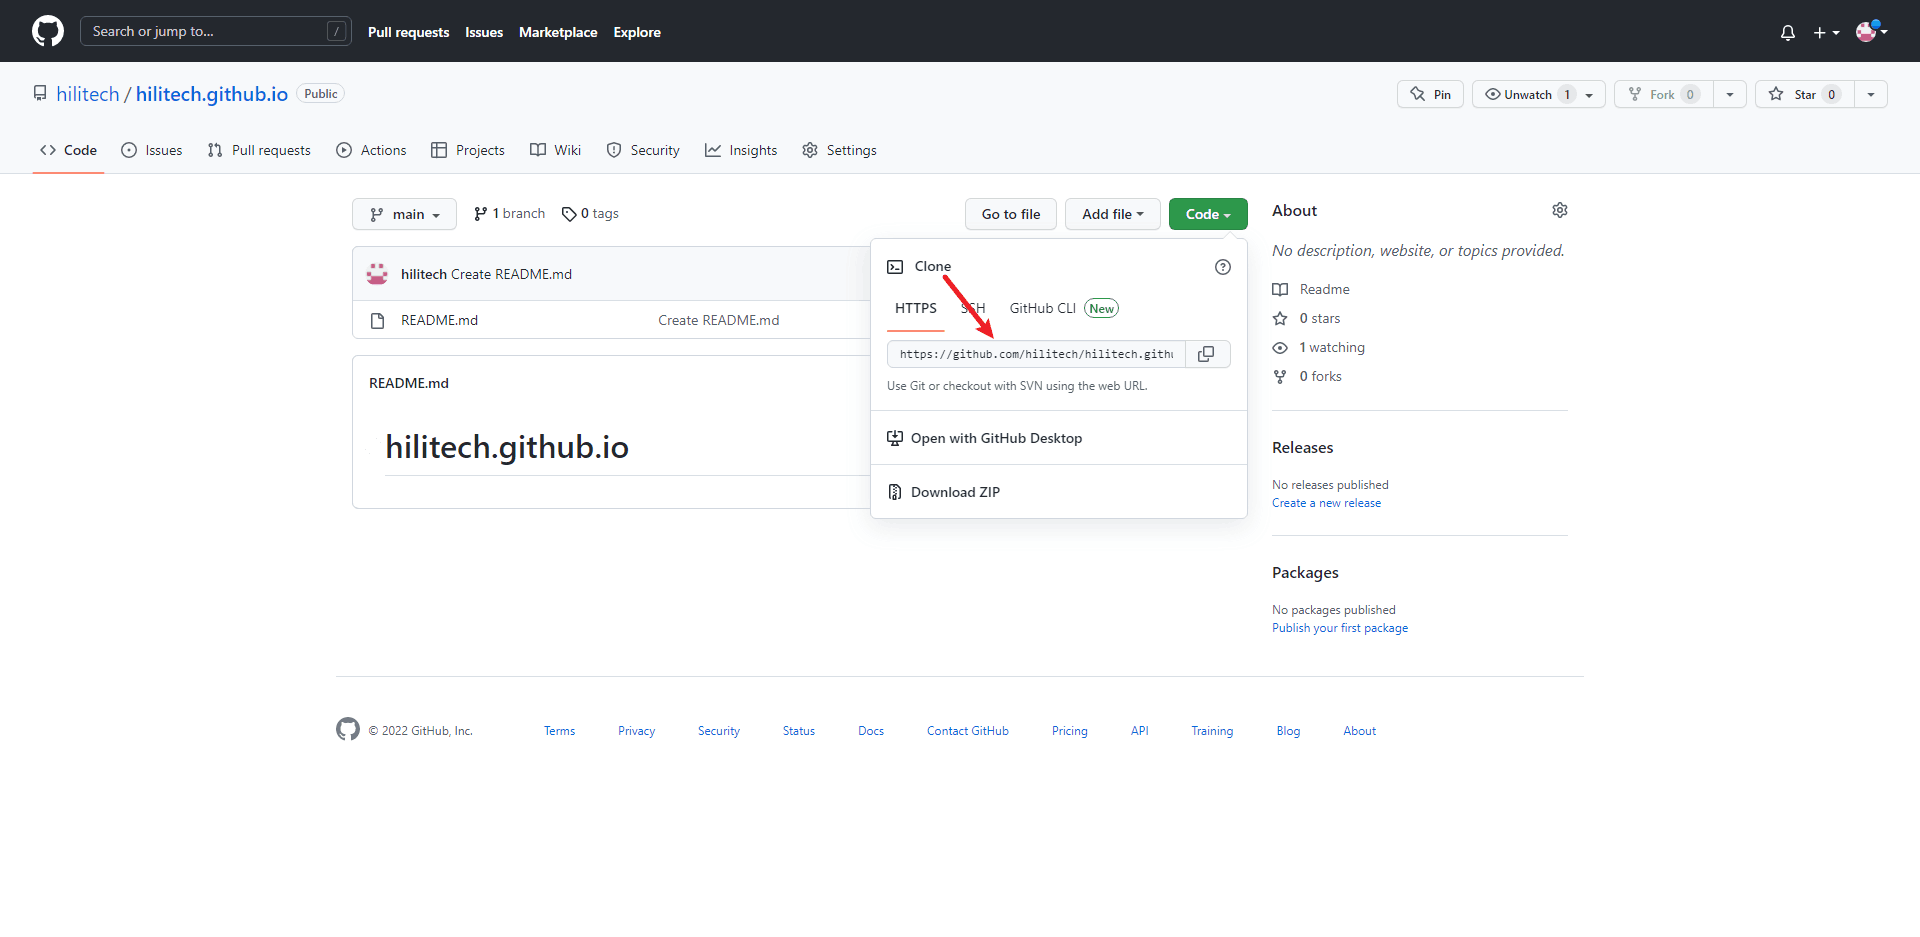 Search or jump to... /
Pull requests Issues Marketplace Explore
hilitech / hilitech.github.io Public
Pin Unwatch 1 Fork 0 Star 0
Code Issues Pull requests Actions Projects Wiki Security Insights Settings
main 1 branch 0 tags Go to file Add file Code
hilitech Create README.md
README.md Create README.md
README.md
hilitech.github.io
Clone
HTTPS SSH GitHub CLI New
https://github.com/hilitech/hilitech.githu
Use Git or checkout with SVN using the web URL.
Open with GitHub Desktop
Download ZIP
About
No description, website, or topics provided.
Readme
0 stars
1 watching
0 forks
Releases
No releases published
Create a new release
Packages
No packages published
Publish your first package
© 2022 GitHub, Inc. Terms Privacy Security Status Docs Contact GitHub Pricing API Training Blog About